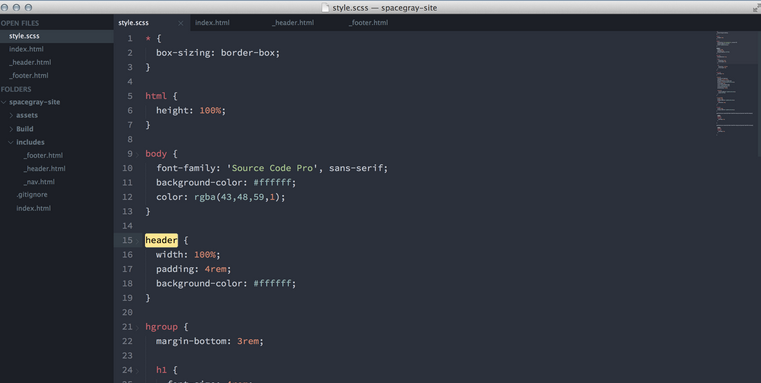 style.scss — spacegray-site
OPEN FILES
style.scss
index.html
_header.html
_footer.html
FOLDERS
spacegray-site
assets
Build
includes
_footer.html
_header.html
_nav.html
.gitignore
index.html
style.scss × index.html _header.html _footer.html
1 * {
2 box-sizing: border-box;
3 }
4
5 html {
6 height: 100%;
7 }
8
9 body {
10 font-family: 'Source Code Pro', sans-serif;
11 background-color: #ffffff;
12 color: rgba(43,48,59,1);
13 }
14
15 header {
16 width: 100%;
17 padding: 4rem;
18 background-color: #ffffff;
19 }
20
21 hgroup {
22 margin-bottom: 3rem;
23
24 h1 {